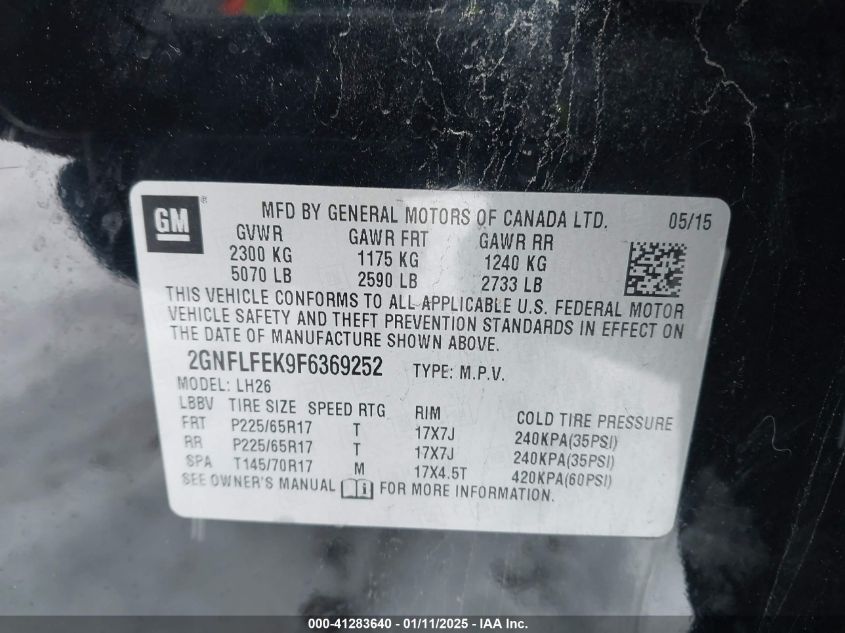 GM ® MFD BY GENERAL MOTORS OF CANADA LTD. 05/15
GVWR GAWR FRT GAWR RR
2300 KG 1175 KG 1240 KG
5070 LB 2590 LB 2733 LB
THIS VEHICLE CONFORMS TO ALL APPLICABLE U.S. FEDERAL MOTOR
VEHICLE SAFETY AND THEFT PREVENTION STANDARDS IN EFFECT ON
THE DATE OF MANUFACTURE SHOWN ABOVE.
2GNFLFEK9F6369252 TYPE: M.P.V.
MODEL: LH26
LBBV TIRE SIZE SPEED RTG RIM COLD TIRE PRESSURE
FRT P225/65R17 T 17X7J 240KPA(35PSI)
RR P225/65R17 T 17X7J 240KPA(35PSI)
SPA T145/70R17 M 17X4.5T 420KPA(60PSI)
SEE OWNER'S MANUAL i FOR MORE INFORMATION.
000-41283640 - 01/11/2025 - IAA Inc.